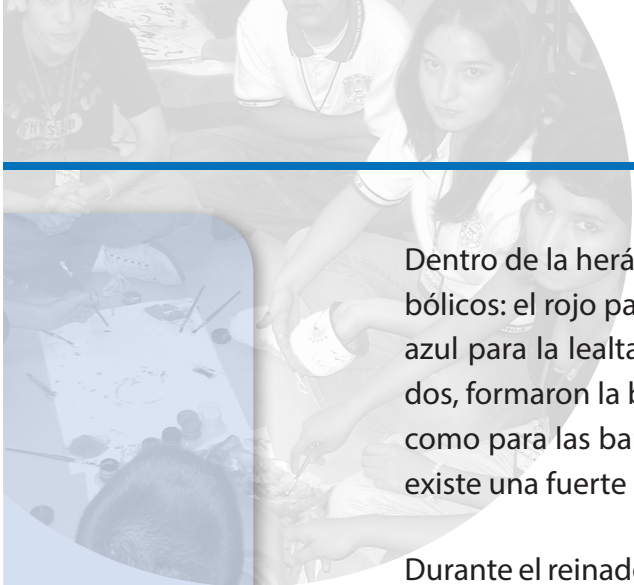 Dentro de la herá
bólicos: el rojo pa
azul para la lealta
dos, formaron la b
como para las ba
existe una fuerte
Durante el reinado